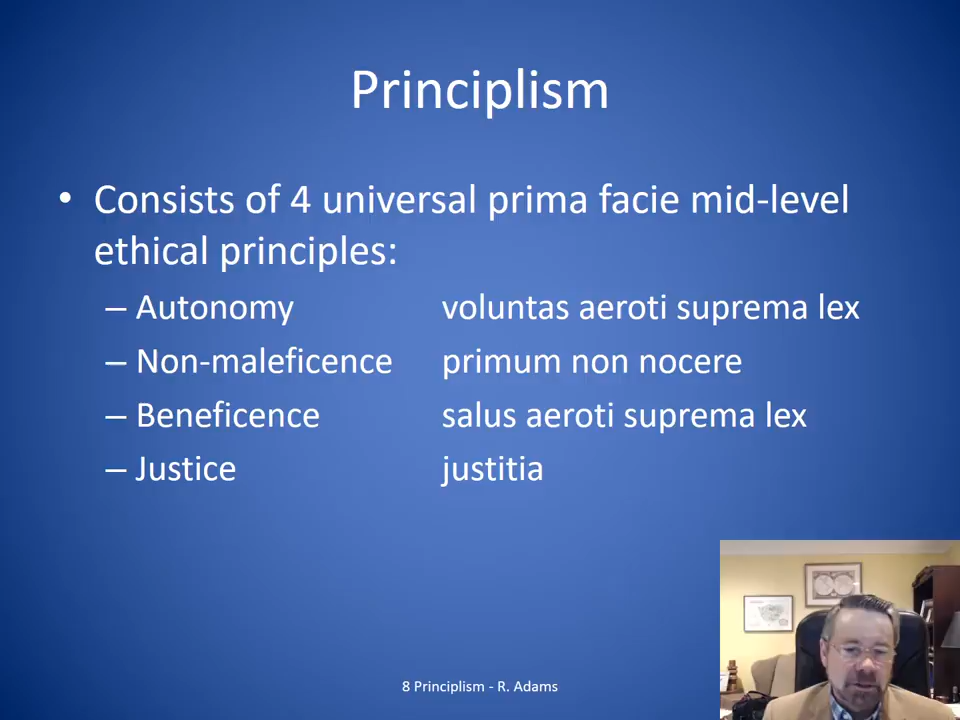 Principlism
• Consists of 4 universal prima facie mid-level
ethical principles:
– Autonomy voluntas aeroti suprema lex
– Non-maleficence primum non nocere
– Beneficence salus aeroti suprema lex
– Justice justitia
8 Principlism - R. Adams